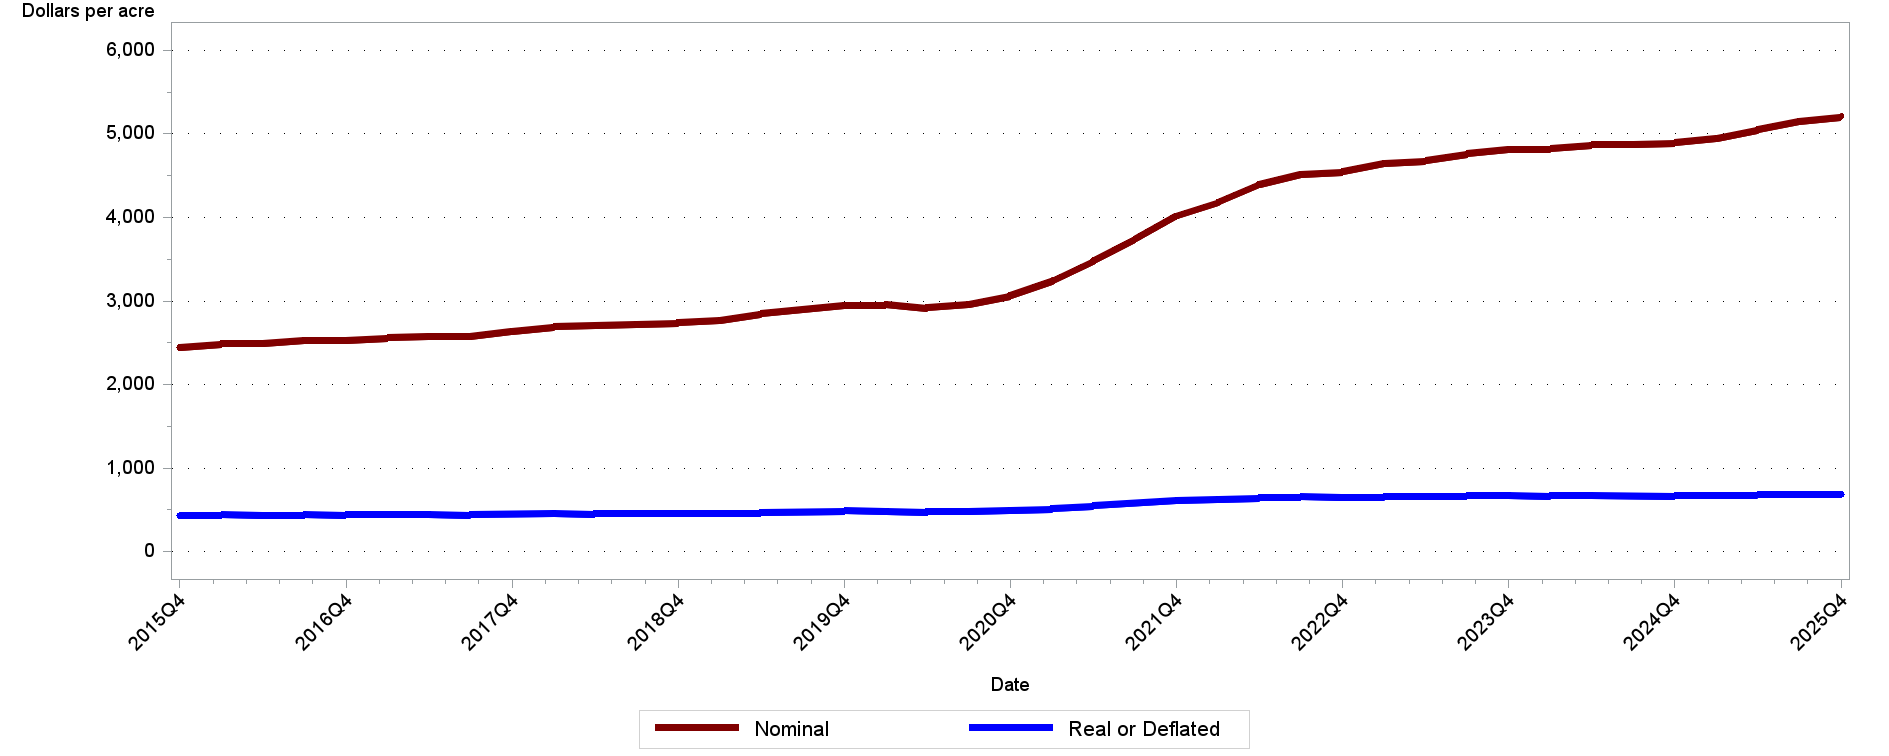 Dollars per acre
6,000
5,000
4,000
3,000
2,000
1,000
0
2015Q4
2016Q4
2017Q4
2018Q4
2019Q4
2020Q4
2021Q4
2022Q4
2023Q4
2024Q4
2025Q4
Date
Nominal
Real or Deflated